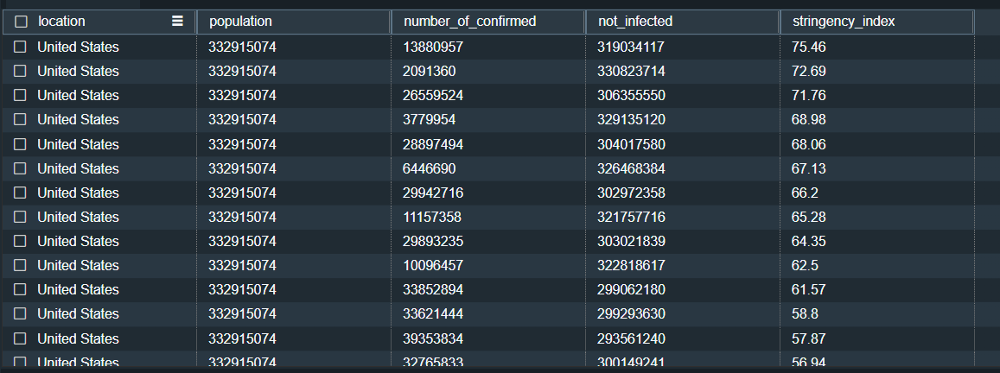 location population number_of_confirmed not_infected stringency_index
United States 332915074 13880957 319034117 75.46
United States 332915074 2091360 330823714 72.69
United States 332915074 26559524 306355550 71.76
United States 332915074 3779954 329135120 68.98
United States 332915074 28897494 304017580 68.06
United States 332915074 6446690 326468384 67.13
United States 332915074 29942716 302972358 66.2
United States 332915074 11157358 321757716 65.28
United States 332915074 29893235 303021839 64.35
United States 332915074 10096457 322818617 62.5
United States 332915074 33852894 299062180 61.57
United States 332915074 33621444 299293630 58.8
United States 332915074 39353834 293561240 57.87
United States 332915074 32765833 300149241 56.94